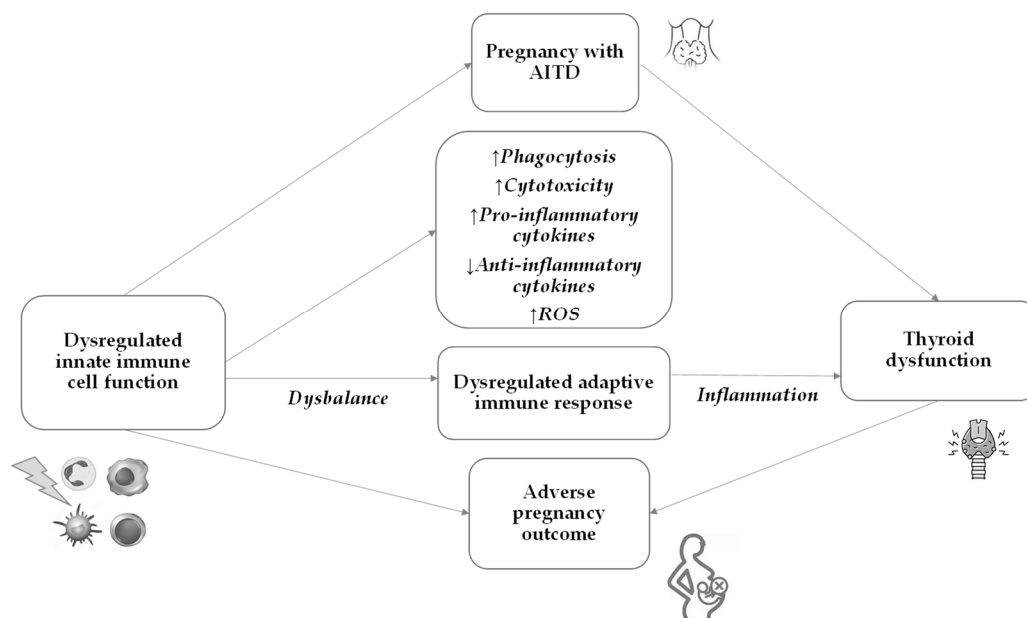 Pregnancy with
AITD
↑Phagocytosis
↑Cytotoxicity
↑Pro-inflammatory
cytokines
↓Anti-inflammatory
cytokines
↑ROS
Dysregulated
innate immune
cell function
Dysbalance
Dysregulated adaptive
immune response
Inflammation
Thyroid
dysfunction
Adverse
pregnancy
outcome